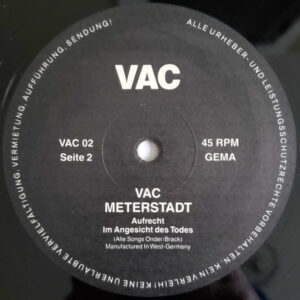 ALLE URHEBER- UND LEISTUNGSSCHUTZRECHTE VORBEHALTEN. KEIN VERLEIH! KEINE UNERLAUBTE VERVIELFÄLTIGUNG, VERMIETUNG, AUFFÜHRUNG, SENDUNG!
VAC
VAC 02 45 RPM
Seite 2 GEMA
VAC
METERSTADT
Aufrecht
Im Angesicht des Todes
(Alle Songs Onder/Brack)
Manufactured In West-Germany